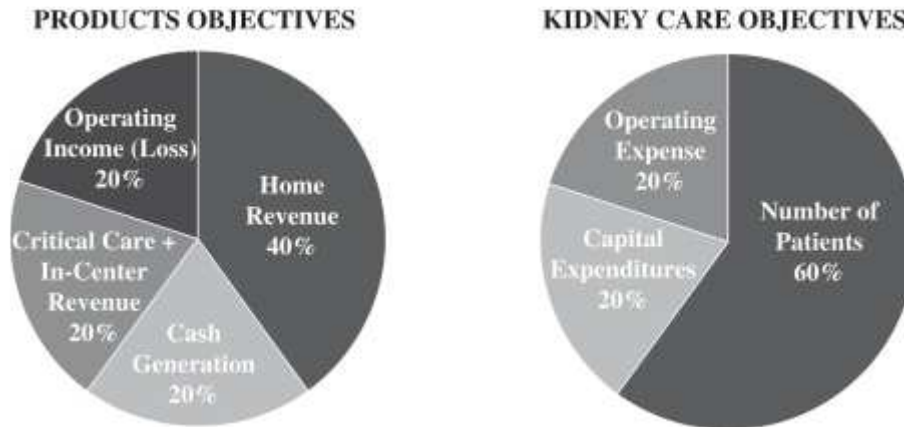 PRODUCTS OBJECTIVES
Operating
Income (Loss)
20%
Home
Revenue
40%
Critical Care +
In-Center
Revenue
20%
Cash
Generation
20%
KIDNEY CARE OBJECTIVES
Operating
Expense
20%
Number of
Patients
60%
Capital
Expenditures
20%